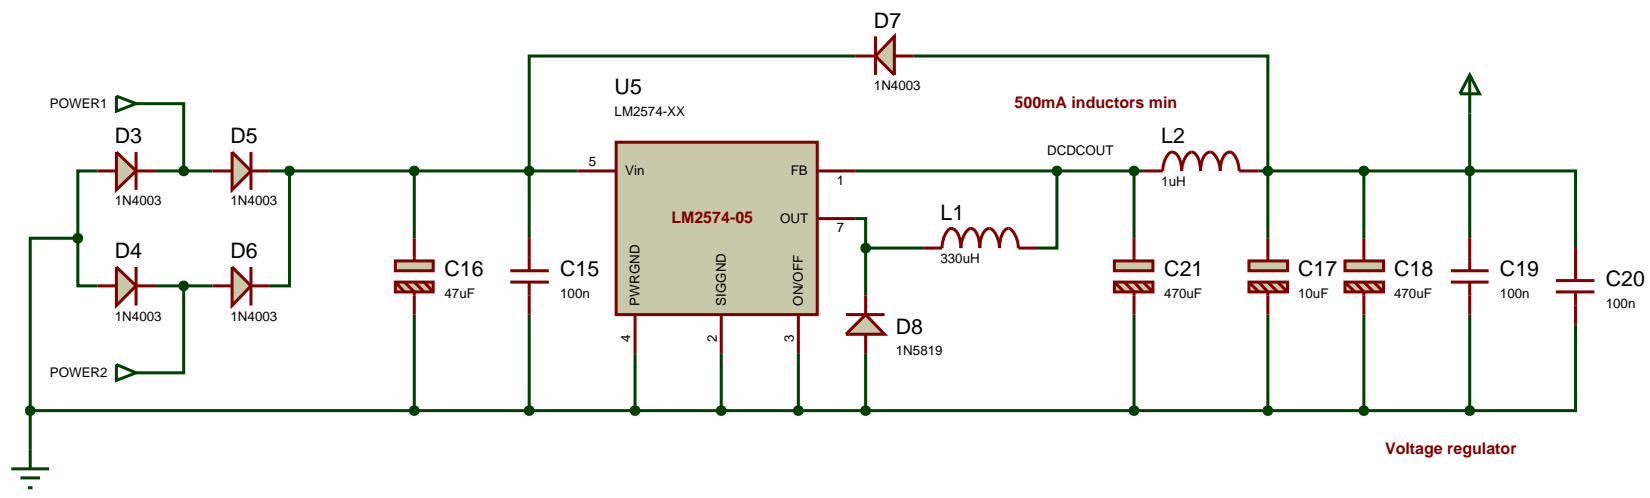 D7
1N4003
U5
LM2574-XX
500mA inductors min
POWER1
D3
1N4003
D5
1N4003
5
Vin
FB
1
LM2574-05
OUT
7
PWRGND
SIGGND
ON/OFF
4
2
3
DCDCOUT
L2
1uH
L1
330uH
D4
1N4003
D6
1N4003
POWER2
C16
47uF
C15
100n
D8
1N5819
C21
470uF
C17
10uF
C18
470uF
C19
100n
C20
100n
Voltage regulator